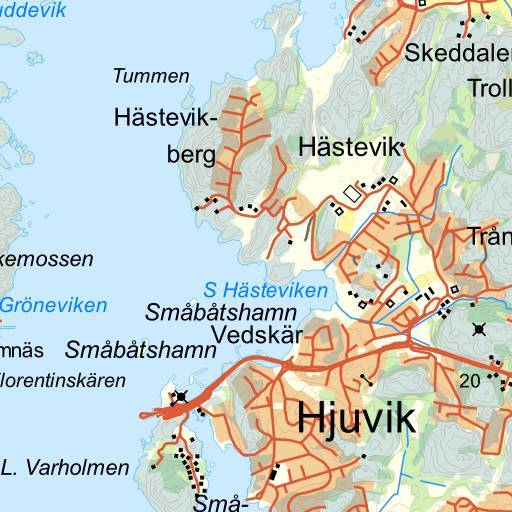 uddevik
Skeddalen
Tummen
Troll
Hästevik-
berg
Hästevik
Trån
kemossen
S Hästeviken
Gröneviken
Småbåtshamn
Vedskär
mnäs
Småbåtshamn
lorentinskären
20
Hjuvik
L. Varholmen
Små-